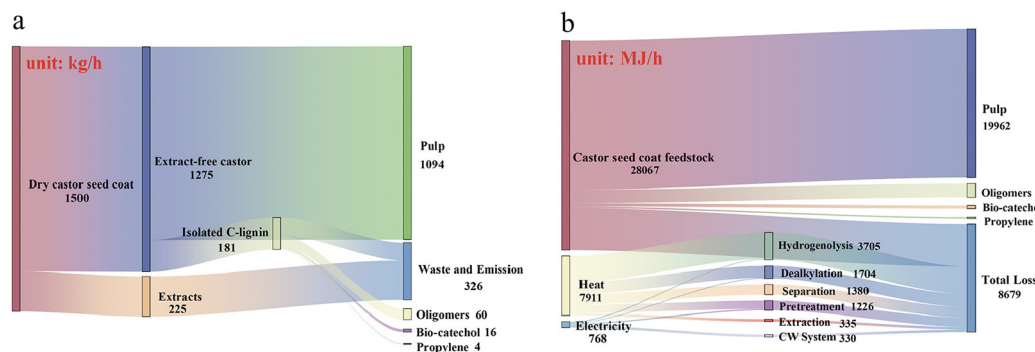 a
unit: kg/h
Dry castor seed coat
1500
Extract-free castor
1275
Isolated C-lignin
181
Extracts
225
Pulp
1094
Waste and Emission
326
Oligomers 60
Bio-catechol 16
Propylene 4
b
unit: MJ/h
Castor seed coat feedstock
28067
Heat
7911
Electricity
768
Hydrogenolysis 3705
Dealkylation 1704
Separation 1380
Pretreatment 1226
Extraction 335
CW System 330
Pulp
19962
Oligomers
Bio-catecho
Propylene
Total Loss
8679